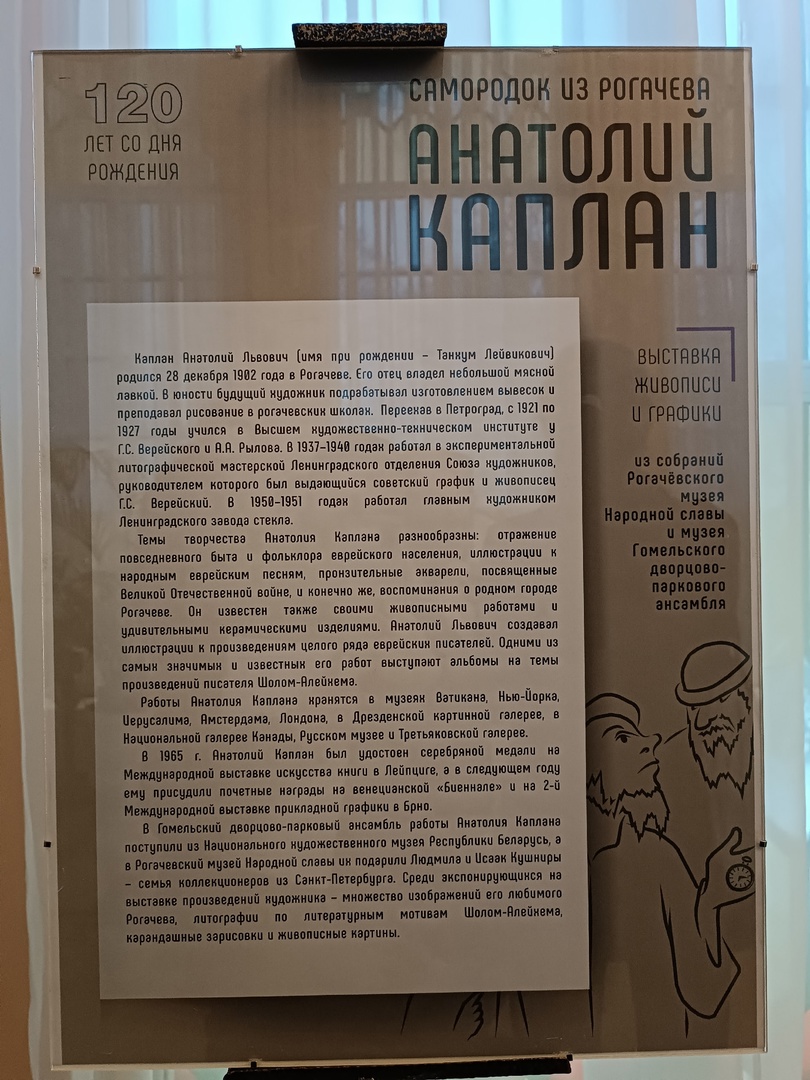 120
ЛЕТ СО ДНЯ
РОЖДЕНИЯ
САМОРОДОК ИЗ РОГАЧЕВА
АНАТОЛИЙ
КАПЛАН
Каплан Анатолий Львович (имя при рождении – Танхум Лейвикович)
родился 28 декабря 1902 года в Рогачеве. Его отец владел небольшой мясной
лавкой. В юности будущий художник подрабатывал изготовлением вывесок и
преподавал рисование в рогачевских школах. Переехав в Петроград, с 1921 по
1927 годы учился в Высшем художественно-техническом институте у
Г.С. Верейского и А.А. Рылова. В 1937–1940 годах работал в экспериментальной
литографической мастерской Ленинградского отделения Союза художников,
руководителем которого был выдающийся советский график и живописец
Г.С. Верейский. В 1950–1951 годах работал главным художником
Ленинградского завода стекла.
Темы творчества Анатолия Каплана разнообразны: отражение
повседневного быта и фольклора еврейского населения, иллюстрации к
народным еврейским песням, пронзительные акварели, посвященные
Великой Отечественной войне, и конечно же, воспоминания о родном городе
Рогачеве. Он известен также своими живописными работами и
удивительными керамическими изделиями. Анатолий Львович создавал
иллюстрации к произведениям целого ряда еврейских писателей. Одними из
самых значимых и известных его работ выступают альбомы на темы
произведений писателя Шолом-Алейхема.
Работы Анатолия Каплана хранятся в музеях Ватикана, Нью-Йорка,
Иерусалима, Амстердама, Лондона, в Дрезденской картинной галерее, в
Национальной галерее Канады, Русском музее и Третьяковской галерее.
В 1965 г. Анатолий Каплан был удостоен серебряной медали на
Международной выставке искусства книги в Лейпциге, а в следующем году
ему присудили почетные награды на венецианской «Биеннале» и на 2-й
Международной выставке прикладной графики в Брно.
В Гомельский дворцово-парковый ансамбль работы Анатолия Каплана
поступили из Национального художественного музея Республики Беларусь, а
в Рогачевский музей Народной славы их подарили Людмила и Исаак Кушниры
– семья коллекционеров из Санкт-Петербурга. Среди экспонирующихся на
выставке произведений художника – множество изображений его любимого
Рогачева, литографии по литературным мотивам Шолом-Алейхема,
карандашные зарисовки и живописные картины.
ВЫСТАВКА
ЖИВОПИСИ
И ГРАФИКИ
из собраний
Рогачёвского
музея
Народной славы
и музея
Гомельского
дворцово-
паркового
ансамбля